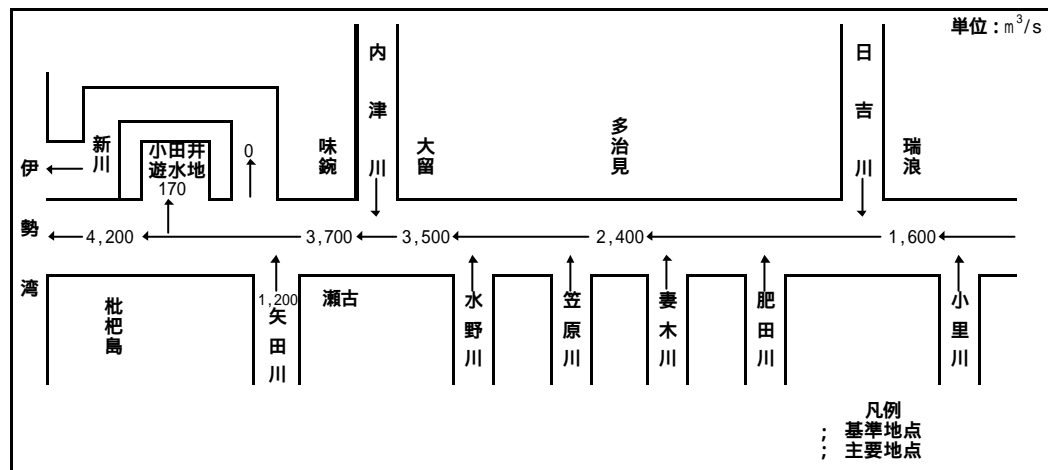 単位：m³/s
内津川
日吉川
新川
小田井
遊水地
170
0
味鋺
大留
多治見
瑞浪
伊勢湾
4,200
3,700
3,500
2,400
1,600
枇杷島
1,200
矢田川
瀬古
水野川
笠原川
妻木川
肥田川
小里川
凡例
； 基準地点
； 主要地点